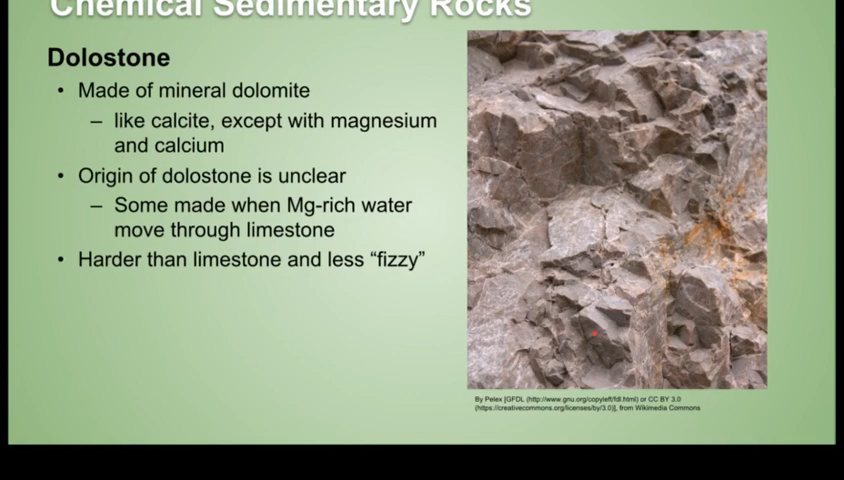 Chemical Sedimentary Rocks
Dolostone
• Made of mineral dolomite
– like calcite, except with magnesium
and calcium
• Origin of dolostone is unclear
– Some made when Mg-rich water
move through limestone
• Harder than limestone and less “fizzy”
By Pelex [GFDL (http://www.gnu.org/copyleft/fdl.html) or CC BY 3.0
(https://creativecommons.org/licenses/by/3.0)], from Wikimedia Commons